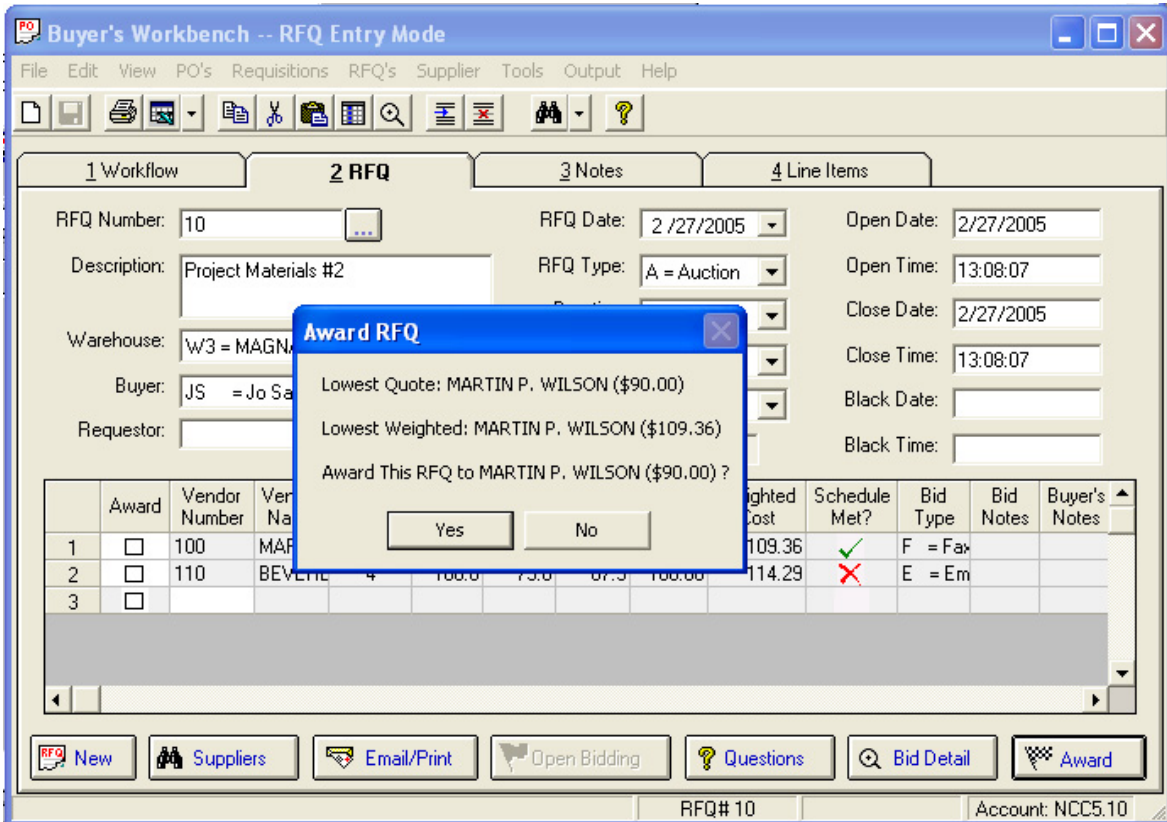 Buyer's Workbench -- RFQ Entry Mode
File Edit View PO's Requisitions RFQ's Supplier Tools Output Help
1 Workflow 2 RFQ 3 Notes 4 Line Items
RFQ Number: 10 ... RFQ Date: 2 /27/2005 Open Date: 2/27/2005
Description: Project Materials #2 RFQ Type: A = Auction Open Time: 13:08:07
Close Date: 2/27/2005
Warehouse: W3 = MAGNA
Close Time: 13:08:07
Buyer: JS = Jo Sa
Black Date:
Requestor:
Black Time:
Award RFQ
Lowest Quote: MARTIN P. WILSON ($90.00)
Lowest Weighted: MARTIN P. WILSON ($109.36)
Award This RFQ to MARTIN P. WILSON ($90.00) ?
Yes No
Award Vendor Number Schedule Met? Bid Type Bid Notes Buyer's Notes
1 100 109.36 F = Fax
2 110 114.29 E = Em
3
New Suppliers Email/Print Open Bidding Questions Bid Detail Award
RFQ# 10 Account: NCC5.10